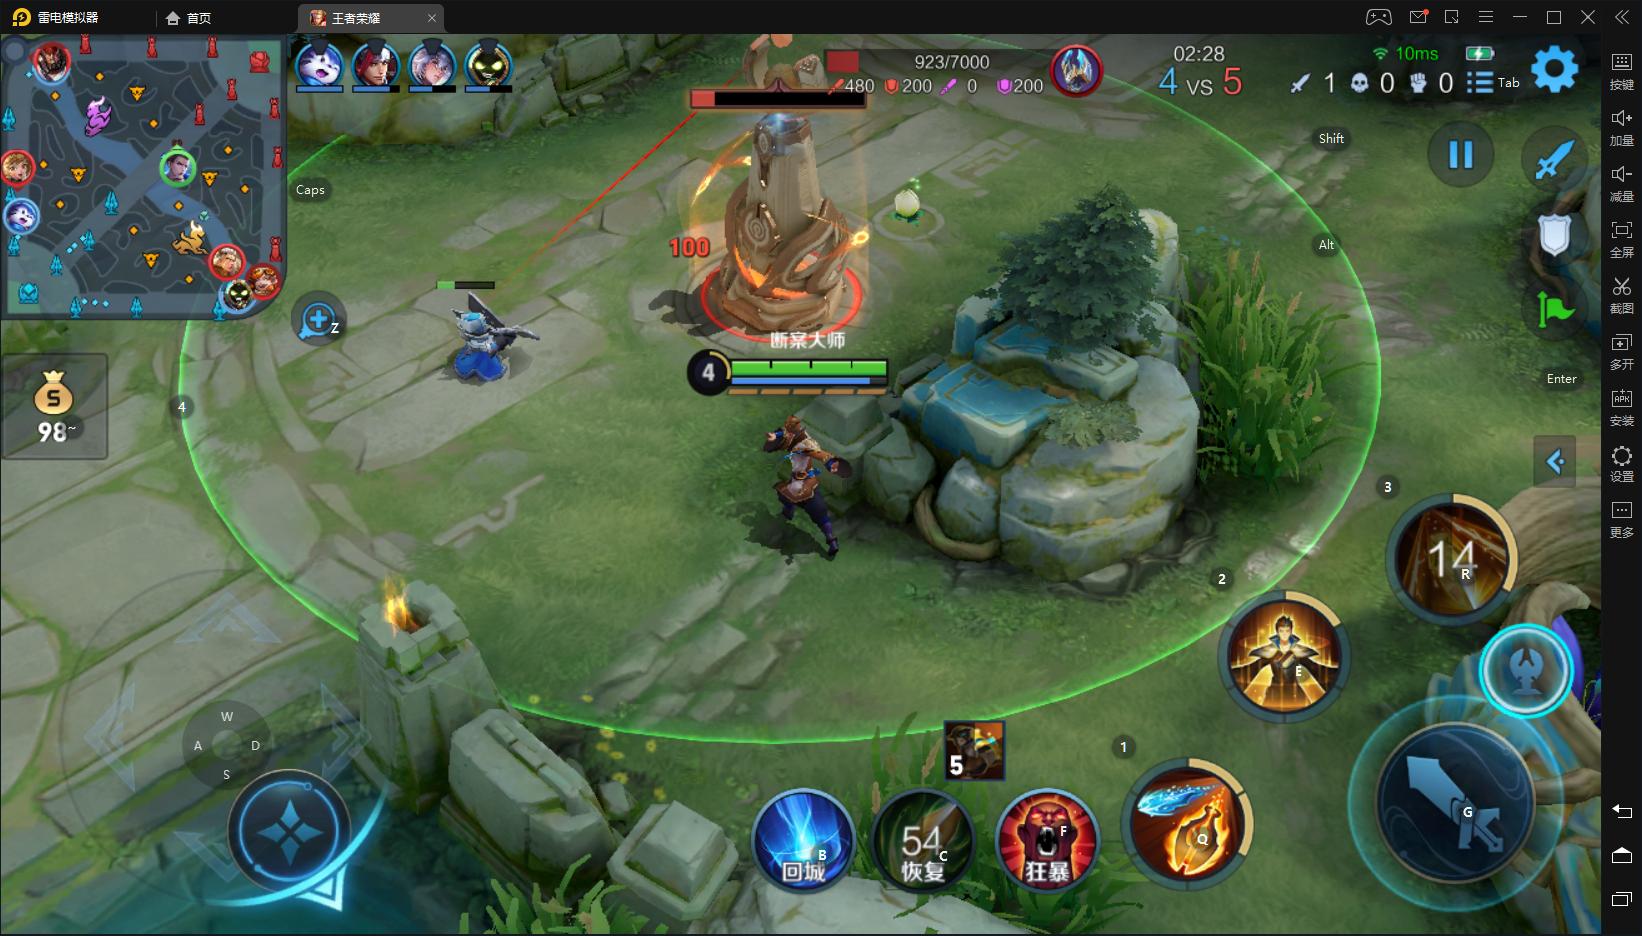 雷电模拟器
首页
王者荣耀
923/7000
480 200 0 200
02:28
4 vs 5
10ms
1 0 0
Tab
按键
加量
减量
全屏
截图
多开
安装
设置
更多
Shift
Caps
Alt
Z
100
断案大师
4
Enter
S
98~
4
3
14
R
2
E
W
A D
S
1
5
B
回城
54
C
恢复
F
狂暴
Q
G
APK